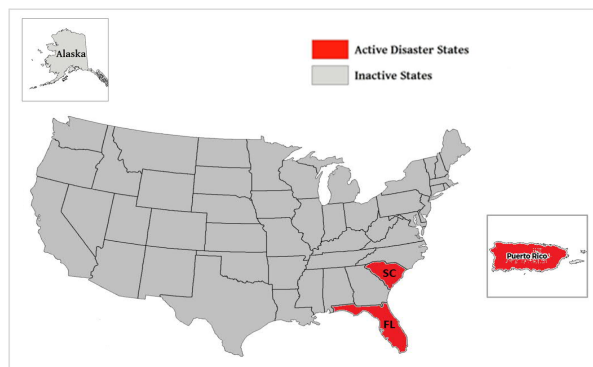 Alaska
Active Disaster States
Inactive States
Puerto Rico
SC
FL